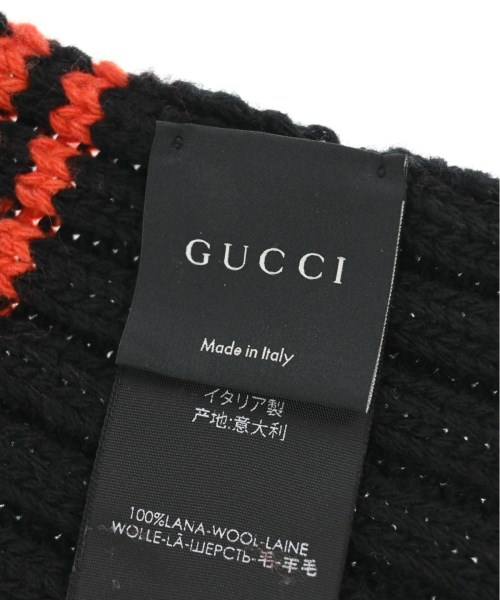 GUCCI
Made in Italy
イタリア製
产地:意大利
100%LANA-WOOL-LAINE
WOLLE-LÃ-ШЕРСТЬ-毛-羊毛